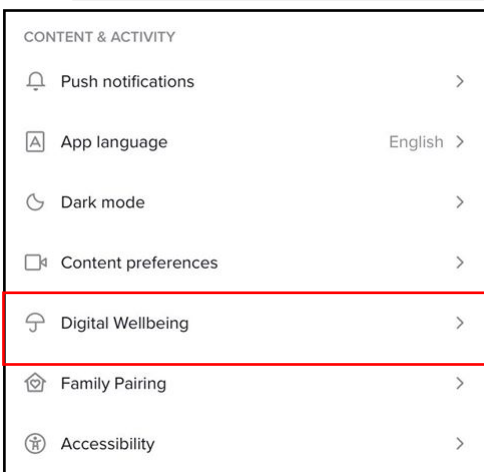 CONTENT & ACTIVITY
Push notifications
App language English
Dark mode
Content preferences
Digital Wellbeing
Family Pairing
Accessibility